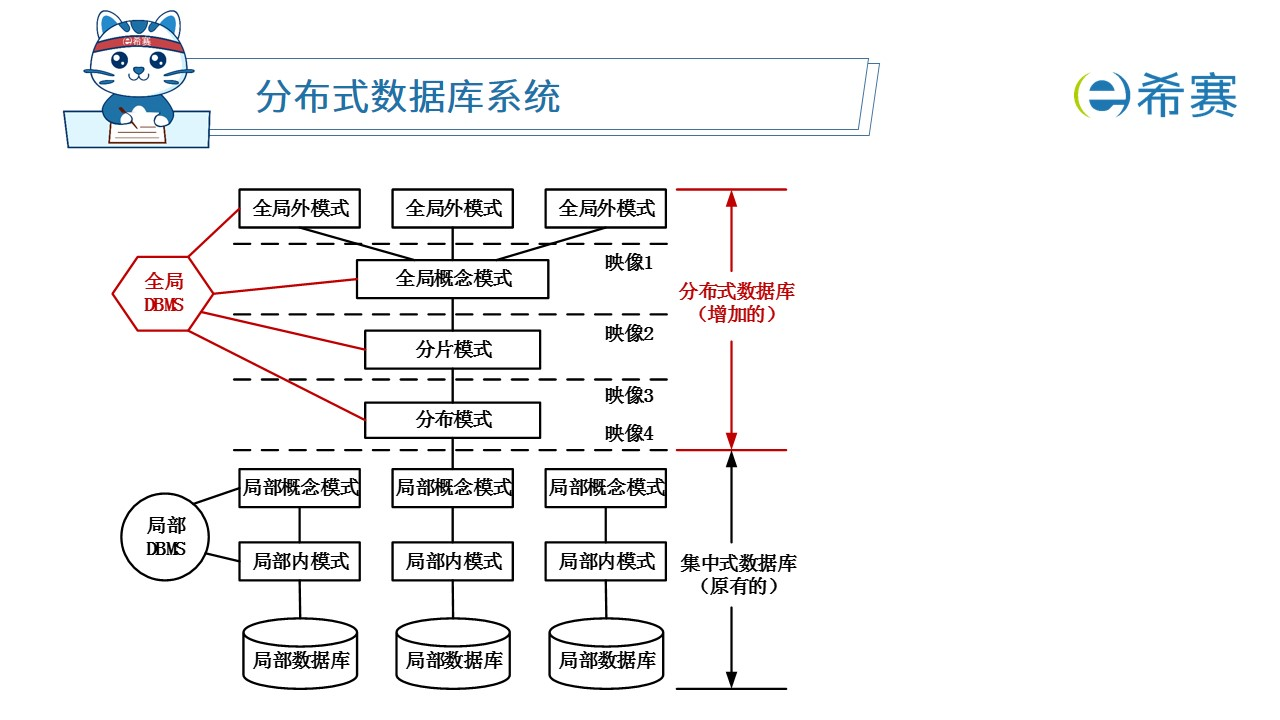 希赛
分布式数据库系统
希赛
全局外模式
全局外模式
全局外模式
映像1
全局概念模式
全局
DBMS
分布式数据库
（增加的）
映像2
分片模式
映像3
分布模式
映像4
局部概念模式
局部概念模式
局部概念模式
局部
DBMS
局部内模式
局部内模式
局部内模式
集中式数据库
（原有的）
局部数据库
局部数据库
局部数据库